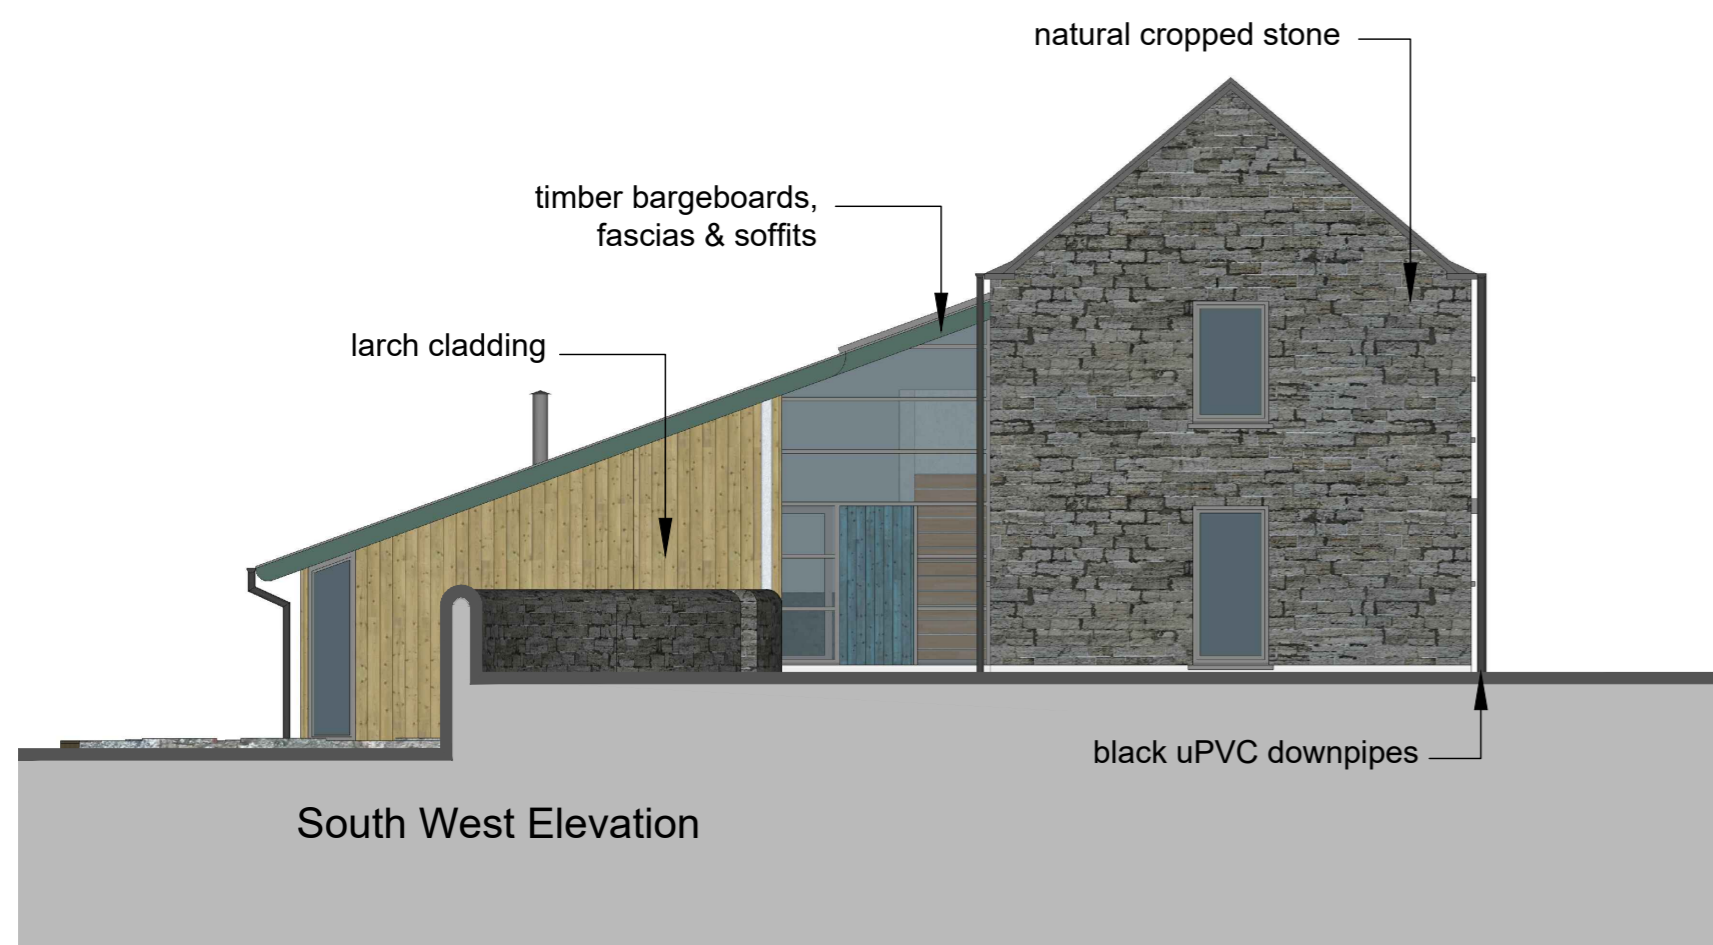 natural cropped stone
timber bargeboards,
fascias & soffits
larch cladding
black uPVC downpipes
South West Elevation